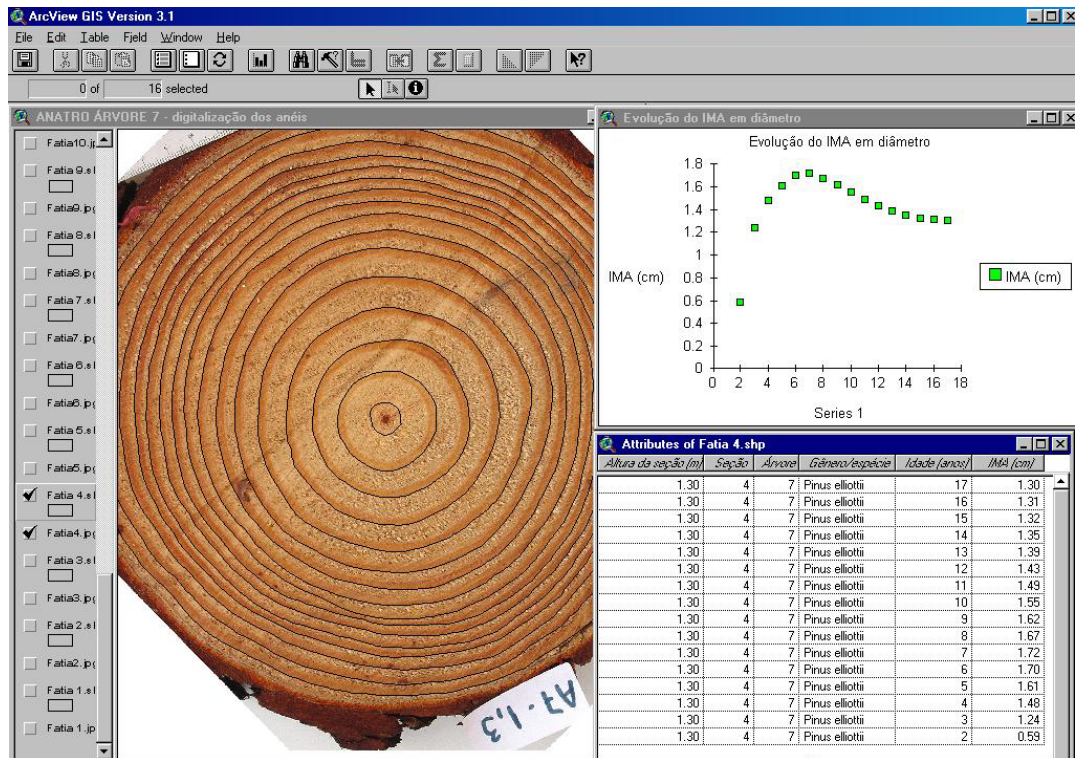 ArcView GIS Version 3.1
File Edit Table Field Window Help
0 of 16 selected
ANATRO ÁRVORE 7 - digitalização dos anéis
Fatia10.jp
Fatia 9.sl
Fatia9.jpg
Fatia 8.sl
Fatia8.jpg
Fatia 7.sl
Fatia7.jpg
Fatia 6.sl
Fatia6.jpg
Fatia 5.sl
Fatia5.jpg
Fatia 4.sl
Fatia4.jpg
Fatia 3.sl
Fatia3.jpg
Fatia 2.sl
Fatia2.jpg
Fatia 1.sl
Fatia 1.jp
A7-1,3
Evolução do IMA em diâmetro
Evolução do IMA em diâmetro
1.8
1.6
1.4
1.2
1
0.8
0.6
0.4
0.2
0
IMA (cm)
0 2 4 6 8 10 12 14 16 18
Series 1
IMA (cm)
Attributes of Fatia 4.shp
Altura da seção (m) Seção Árvore Gênero/espécie Idade (anos) IMA (cm)
1.30 4 7 Pinus elliottii 17 1.30
1.30 4 7 Pinus elliottii 16 1.31
1.30 4 7 Pinus elliottii 15 1.32
1.30 4 7 Pinus elliottii 14 1.35
1.30 4 7 Pinus elliottii 13 1.39
1.30 4 7 Pinus elliottii 12 1.43
1.30 4 7 Pinus elliottii 11 1.49
1.30 4 7 Pinus elliottii 10 1.55
1.30 4 7 Pinus elliottii 9 1.62
1.30 4 7 Pinus elliottii 8 1.67
1.30 4 7 Pinus elliottii 7 1.72
1.30 4 7 Pinus elliottii 6 1.70
1.30 4 7 Pinus elliottii 5 1.61
1.30 4 7 Pinus elliottii 4 1.48
1.30 4 7 Pinus elliottii 3 1.24
1.30 4 7 Pinus elliottii 2 0.59